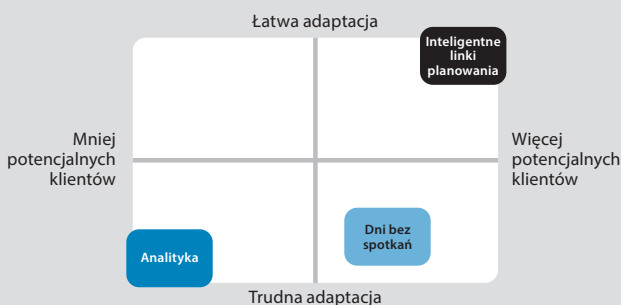 Łatwa adaptacja
Inteligentne
linki
planowania
Mniej
potencjalnych
klientów
Więcej
potencjalnych
klientów
Dni bez
spotkań
Analityka
Trudna adaptacja